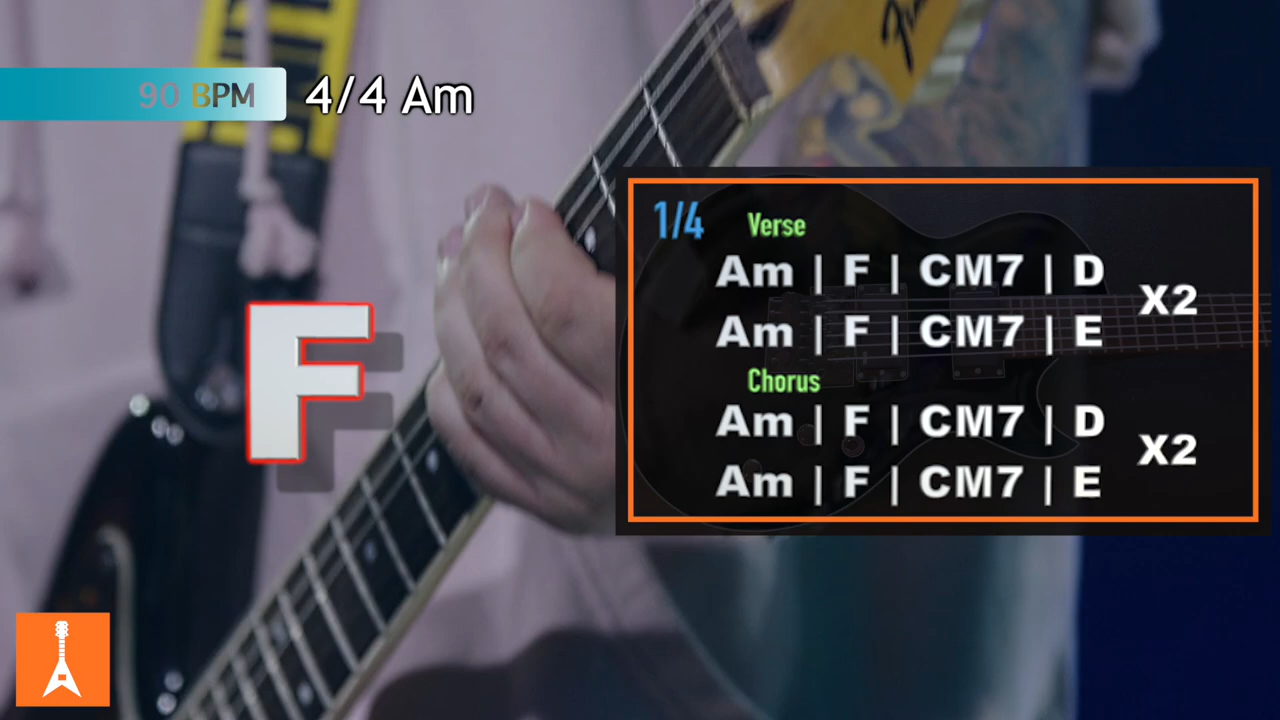 90 BPM 4/4 Am
1/4 Verse
Am | F | CM7 | D
X2
Am | F | CM7 | E
Chorus
Am | F | CM7 | D
X2
Am | F | CM7 | E
F